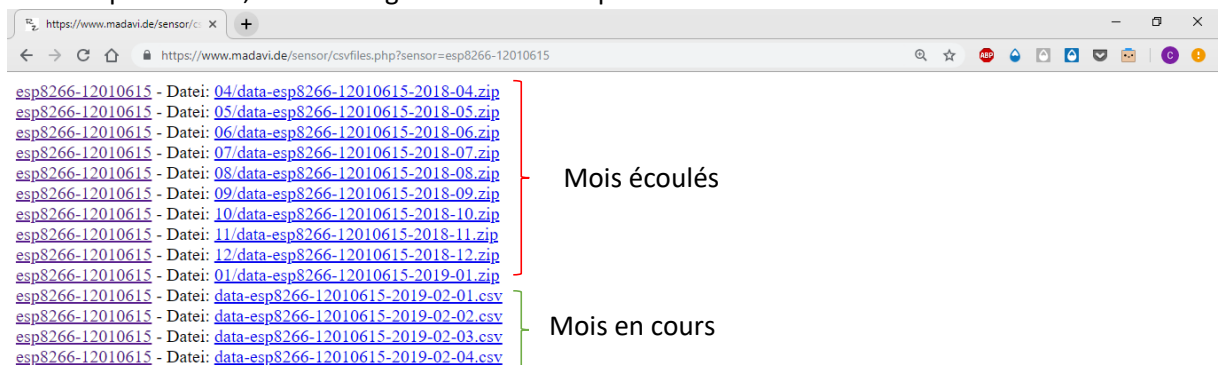 https://www.madavi.de/sensor/cs
https://www.madavi.de/sensor/csvfiles.php?sensor=esp8266-12010615
ABP
C
esp8266-12010615 - Datei: 04/data-esp8266-12010615-2018-04.zip
esp8266-12010615 - Datei: 05/data-esp8266-12010615-2018-05.zip
esp8266-12010615 - Datei: 06/data-esp8266-12010615-2018-06.zip
esp8266-12010615 - Datei: 07/data-esp8266-12010615-2018-07.zip
esp8266-12010615 - Datei: 08/data-esp8266-12010615-2018-08.zip
esp8266-12010615 - Datei: 09/data-esp8266-12010615-2018-09.zip
esp8266-12010615 - Datei: 10/data-esp8266-12010615-2018-10.zip
esp8266-12010615 - Datei: 11/data-esp8266-12010615-2018-11.zip
esp8266-12010615 - Datei: 12/data-esp8266-12010615-2018-12.zip
esp8266-12010615 - Datei: 01/data-esp8266-12010615-2019-01.zip
Mois écoulés
esp8266-12010615 - Datei: data-esp8266-12010615-2019-02-01.csv
esp8266-12010615 - Datei: data-esp8266-12010615-2019-02-02.csv
esp8266-12010615 - Datei: data-esp8266-12010615-2019-02-03.csv
esp8266-12010615 - Datei: data-esp8266-12010615-2019-02-04.csv
Mois en cours